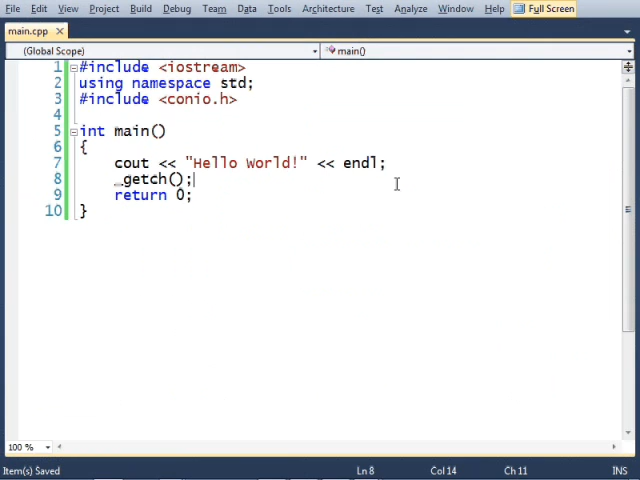 File Edit View Project Build Debug Team Data Tools Architecture Test Analyze Window Help Full Screen
main.cpp
(Global Scope) main()
1 #include <iostream>
2 using namespace std;
3 #include <conio.h>
4
5 int main()
6 {
7 cout << "Hello World!" << endl;
8 _getch();
9 return 0;
10 }
100 %
Item(s) Saved Ln 8 Col 14 Ch 11 INS